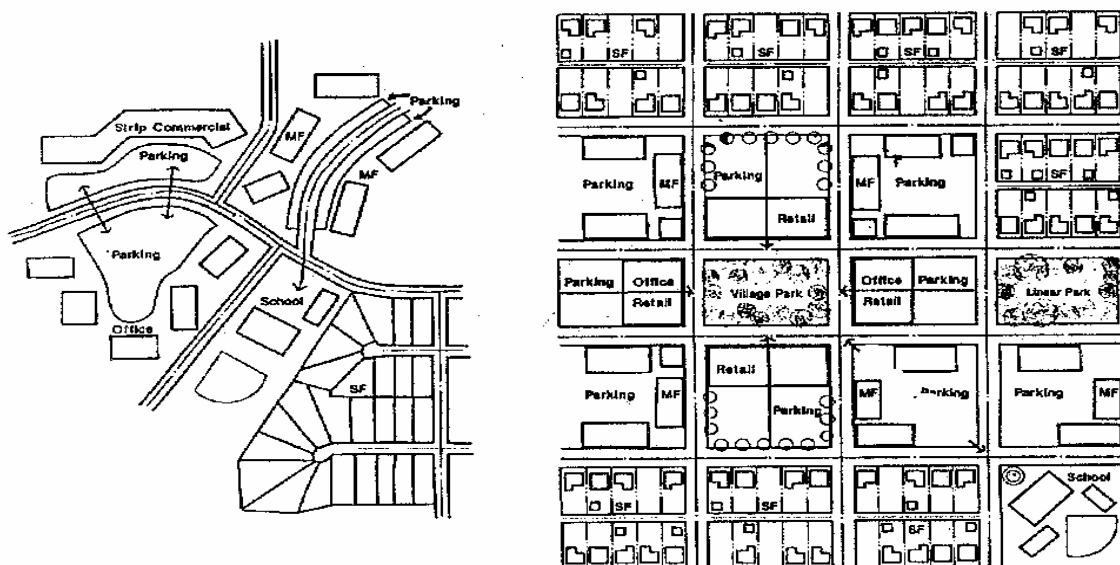 Parking
Strip Commercial
MF
Parking
MF
Parking
School
Office
SF
SF
SF
SF
SF
Parking
MF
Parking
MF
Parking
SF
Retail
Parking
Office
Retail
Village Park
Office
Parking
Retail
Linear Park
Parking
MF
Retail
Parking
MF
Parking
Parking
MF
SF
SF
SF
School